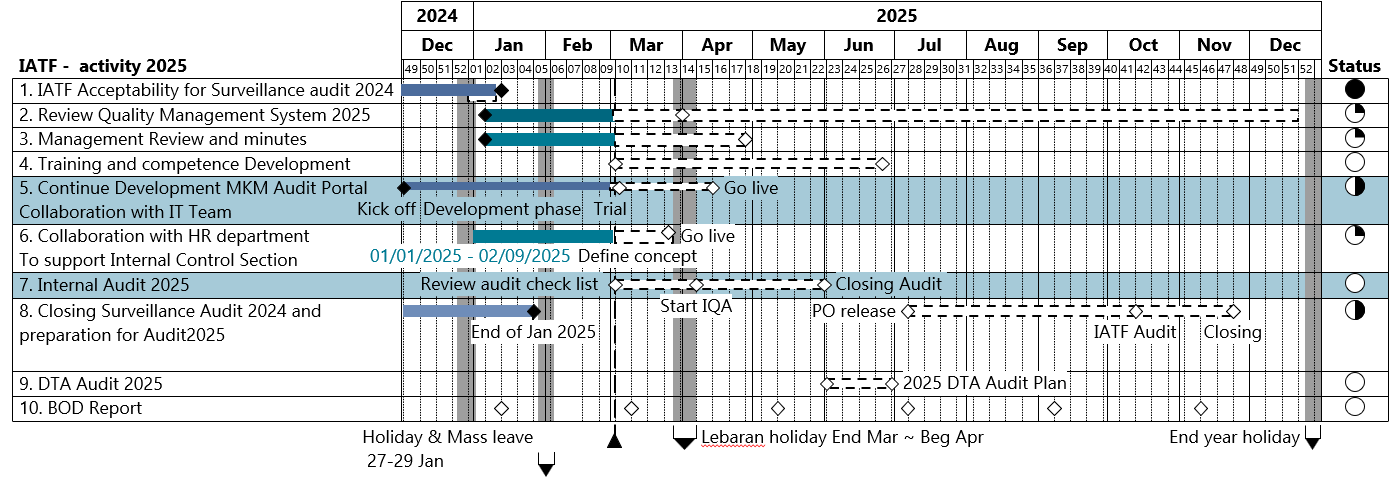 2024 2025
Dec Jan Feb Mar Apr May Jun Jul Aug Sep Oct Nov Dec
IATF - activity 2025 49 50 51 52 01 02 03 04 05 06 07 08 09 10 11 12 13 14 15 16 17 18 19 20 21 22 23 24 25 26 27 28 29 30 31 32 33 34 35 36 37 38 39 40 41 42 43 44 45 46 47 48 49 50 51 52 Status
1. IATF Acceptability for Surveillance audit 2024
2. Review Quality Management System 2025
3. Management Review and minutes
4. Training and competence Development
5. Continue Development MKM Audit Portal Go live
Collaboration with IT Team Kick off Development phase Trial
6. Collaboration with HR department Go live
To support Internal Control Section 01/01/2025 - 02/09/2025 Define concept
7. Internal Audit 2025 Review audit check list Closing Audit
Start IQA
8. Closing Surveillance Audit 2024 and PO release
preparation for Audit2025 End of Jan 2025 IATF Audit Closing
9. DTA Audit 2025 2025 DTA Audit Plan
10. BOD Report
Holiday & Mass leave Lebaran holiday End Mar ~ Beg Apr End year holiday
27-29 Jan